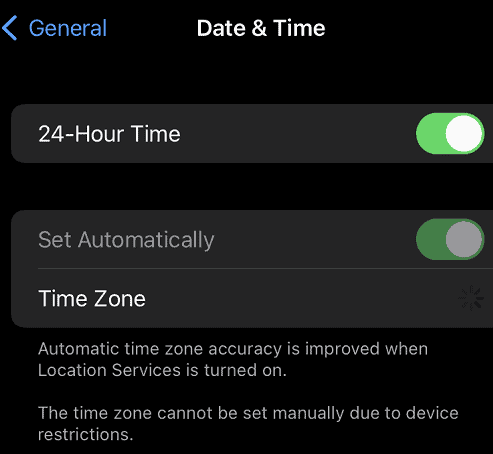 General
Date & Time
24-Hour Time
Set Automatically
Time Zone
Automatic time zone accuracy is improved when
Location Services is turned on.
The time zone cannot be set manually due to device
restrictions.